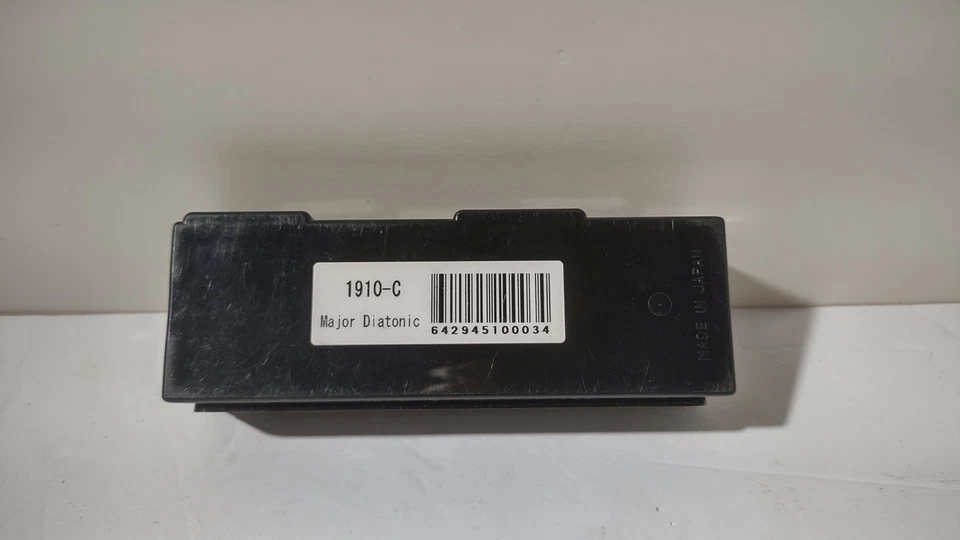 1910-C
Major Diatonic
642945100034
MADE IN JAPAN